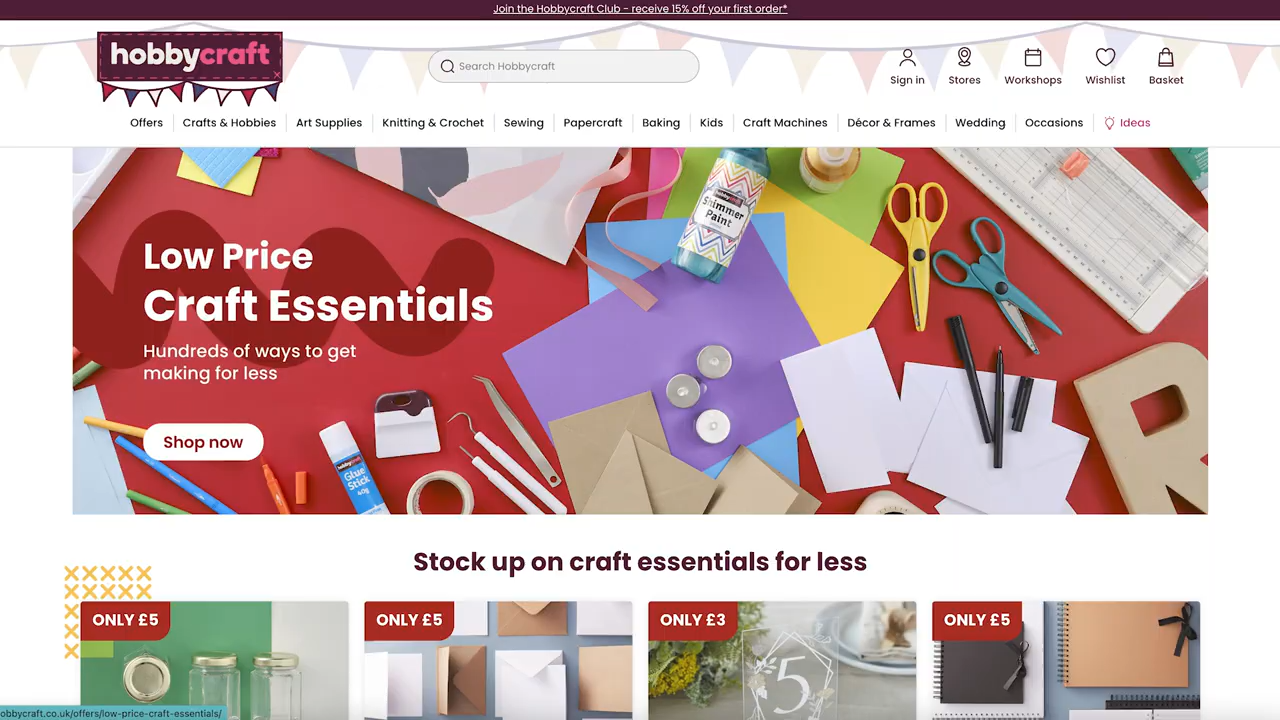 Join the Hobbycraft Club - receive 15% off your first order*
hobbycraft
Search Hobbycraft
Sign in
Stores
Workshops
Wishlist
Basket
Offers
Crafts & Hobbies
Art Supplies
Knitting & Crochet
Sewing
Papercraft
Baking
Kids
Craft Machines
Décor & Frames
Wedding
Occasions
Ideas
Low Price
Craft Essentials
Hundreds of ways to get
making for less
Shop now
hobbycraft
Shimmer
Paint
hobbycraft
Glue
Stick
40g
R
Stock up on craft essentials for less
ONLY £5
ONLY £5
ONLY £3
ONLY £5
5
obbycraft.co.uk/offers/low-price-craft-essentials/